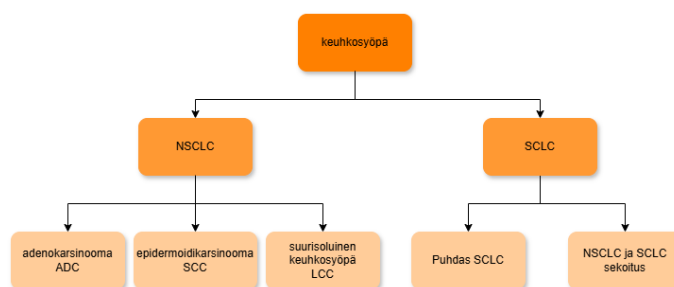 keuhkosyöpä
NSCLC
SCLC
adenokarsinooma
ADC
epidermoidikarsinooma
SCC
suurisoluinen
keuhkosyöpä
LCC
Puhdas SCLC
NSCLC ja SCLC
sekoitus